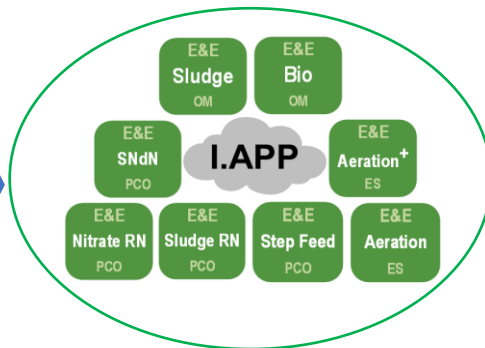 E&E
Sludge
OM
E&E
Bio
OM
E&E
SNdN
PCO
I.APP
E&E
Aeration+
ES
E&E
Nitrate RN
PCO
E&E
Sludge RN
PCO
E&E
Step Feed
PCO
E&E
Aeration
ES